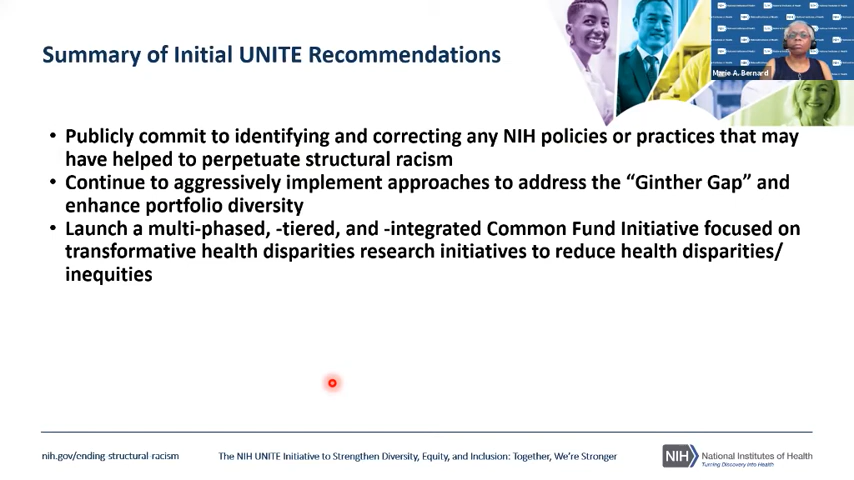 Summary of Initial UNITE Recommendations
Marie A. Bernard
• Publicly commit to identifying and correcting any NIH policies or practices that may
have helped to perpetuate structural racism
• Continue to aggressively implement approaches to address the “Ginther Gap” and
enhance portfolio diversity
• Launch a multi-phased, -tiered, and -integrated Common Fund Initiative focused on
transformative health disparities research initiatives to reduce health disparities/
inequities
nih.gov/ending-structural-racism
The NIH UNITE Initiative to Strengthen Diversity, Equity, and Inclusion: Together, We’re Stronger
NIH
National Institutes of Health
Turning Discovery Into Health